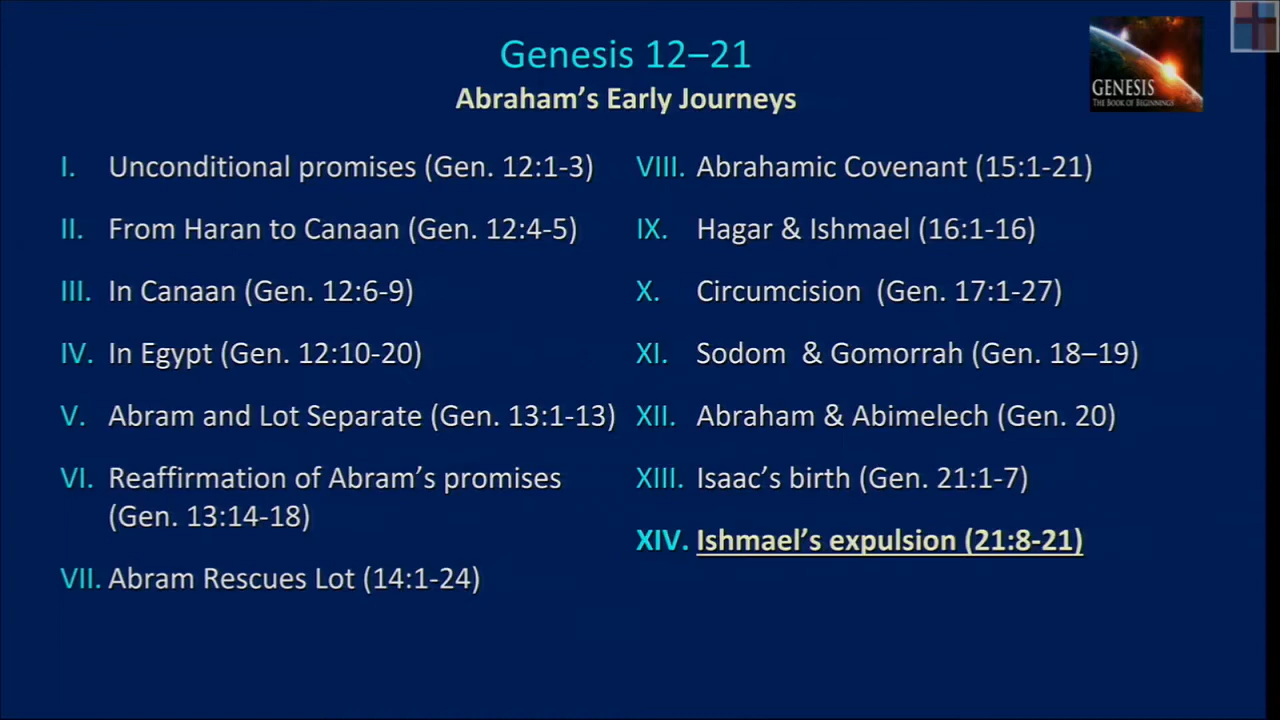 Genesis 12–21
Abraham's Early Journeys
GENESIS
THE BOOK OF BEGINNINGS
I. Unconditional promises (Gen. 12:1-3)
II. From Haran to Canaan (Gen. 12:4-5)
III. In Canaan (Gen. 12:6-9)
IV. In Egypt (Gen. 12:10-20)
V. Abram and Lot Separate (Gen. 13:1-13)
VI. Reaffirmation of Abram's promises
(Gen. 13:14-18)
VII. Abram Rescues Lot (14:1-24)
VIII. Abrahamic Covenant (15:1-21)
IX. Hagar & Ishmael (16:1-16)
X. Circumcision  (Gen. 17:1-27)
XI. Sodom  & Gomorrah (Gen. 18–19)
XII. Abraham & Abimelech (Gen. 20)
XIII. Isaac's birth (Gen. 21:1-7)
XIV. Ishmael's expulsion (21:8-21)